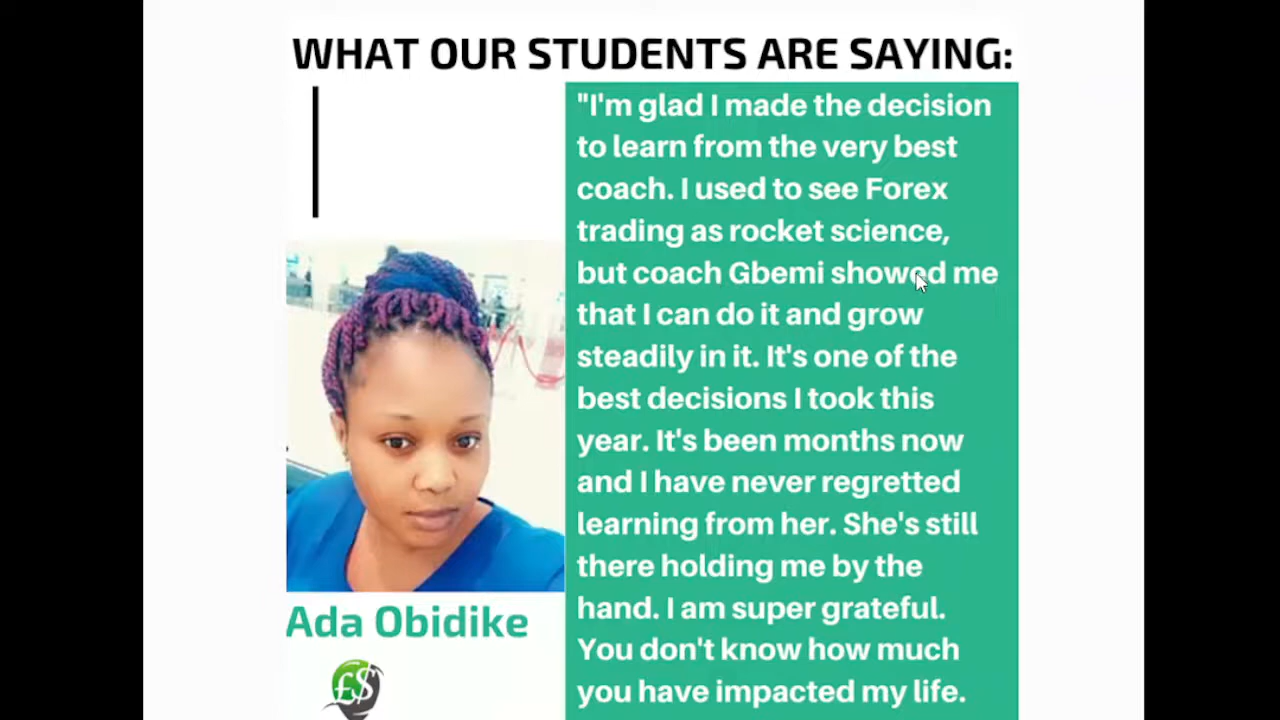 WHAT OUR STUDENTS ARE SAYING:
"I'm glad I made the decision
to learn from the very best
coach. I used to see Forex
trading as rocket science,
but coach Gbemi showed me
that I can do it and grow
steadily in it. It's one of the
best decisions I took this
year. It's been months now
and I have never regretted
learning from her. She's still
there holding me by the
hand. I am super grateful.
You don't know how much
you have impacted my life.
Ada Obidike
£$